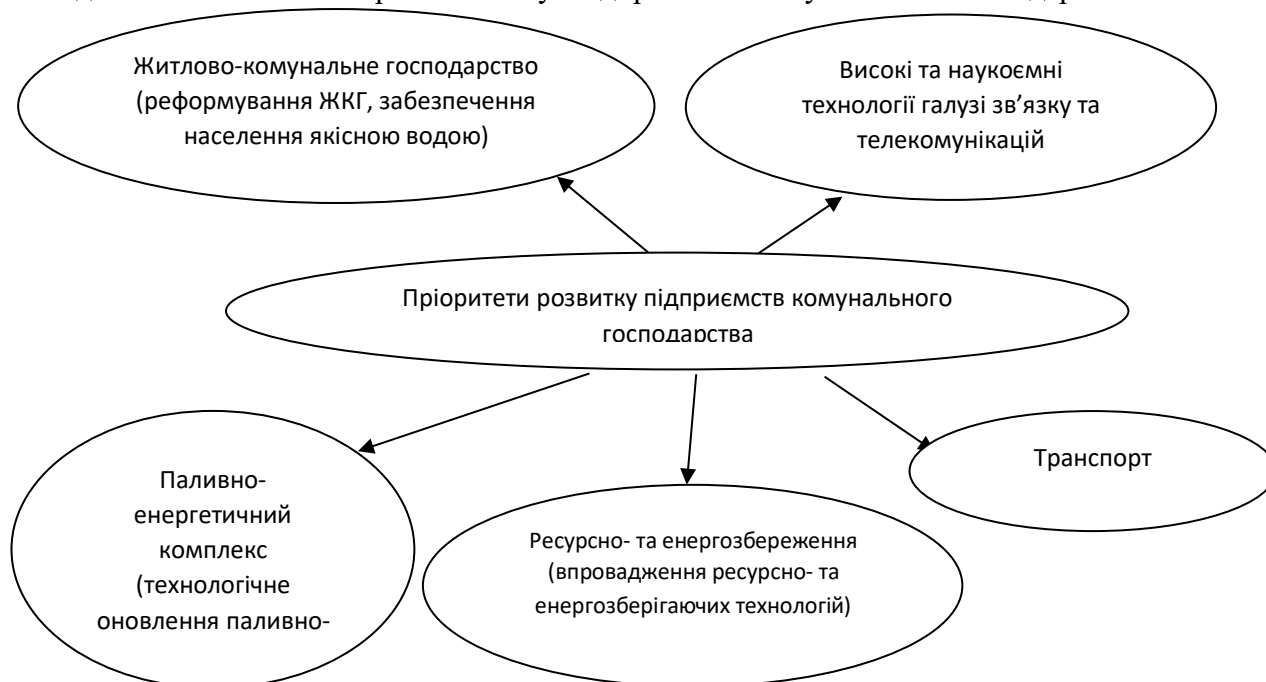 Житлово-комунальне господарство
(реформування ЖКГ, забезпечення
населення якісною водою)
Високі та наукоємні
технології галузі зв’язку та
телекомунікацій
Пріоритети розвитку підприємств комунального
господарства
Паливно-
енергетичний
комплекс
(технологічне
оновлення паливно-
Ресурсно- та енергозбереження
(впровадження ресурсно- та
енергозберігаючих технологій)
Транспорт